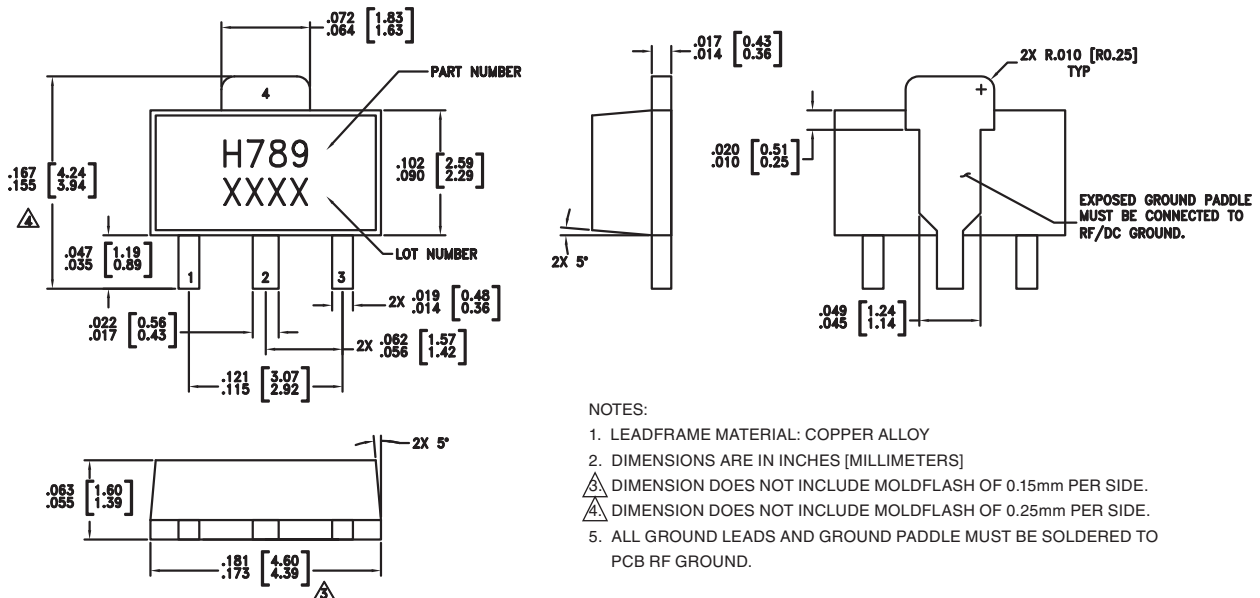 .072 [1.83]
.064 [1.63]
PART NUMBER
4
H789
XXXX
.167 [4.24]
.155 [3.94]
4
.102 [2.59]
.090 [2.29]
LOT NUMBER
.047 [1.19]
.035 [0.89]
1
2
3
2X .019 [0.48]
.014 [0.36]
.022 [0.56]
.017 [0.43]
2X .062 [1.57]
.056 [1.42]
.121 [3.07]
.115 [2.92]
.017 [0.43]
.014 [0.36]
2X 5°
2X R.010 [R0.25]
TYP
.020 [0.51]
.010 [0.25]
EXPOSED GROUND PADDLE
MUST BE CONNECTED TO
RF/DC GROUND.
.049 [1.24]
.045 [1.14]
2X 5°
.063 [1.60]
.055 [1.39]
.181 [4.60]
.173 [4.39]
3
NOTES:
1. LEADFRAME MATERIAL: COPPER ALLOY
2. DIMENSIONS ARE IN INCHES [MILLIMETERS]
3. DIMENSION DOES NOT INCLUDE MOLDFLASH OF 0.15mm PER SIDE.
4. DIMENSION DOES NOT INCLUDE MOLDFLASH OF 0.25mm PER SIDE.
5. ALL GROUND LEADS AND GROUND PADDLE MUST BE SOLDERED TO
PCB RF GROUND.